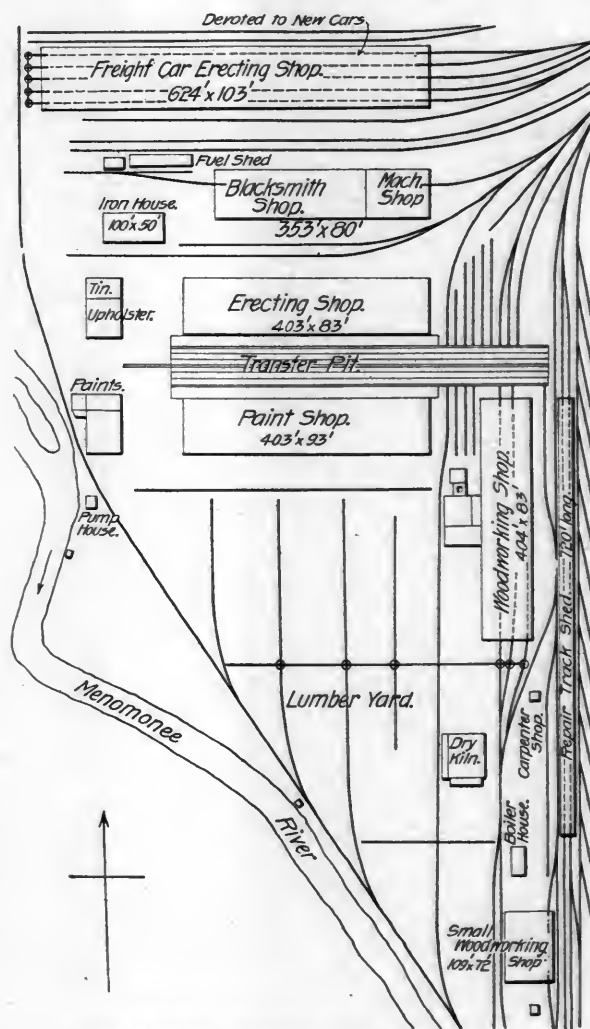 Devoted to New Cars
Freight Car Erecting Shop.
624'x103'
Fuel Shed
Blacksmith
Shop.
Mach.
Shop
353'x80'
Iron House.
100'x50'
Tin.
Upholster.
Erecting Shop.
403'x83'
Transfer Pit.
Paints.
Paint Shop.
403'x93'
Pump
House.
Woodworking Shop.
404'x83'
Repair Track Shed. 720' long.
Lumber Yard.
Menomonee
River
Dry
Kiln.
Carpenter
Shop.
Boiler
House.
Small
Woodworking
Shop
109'x72'